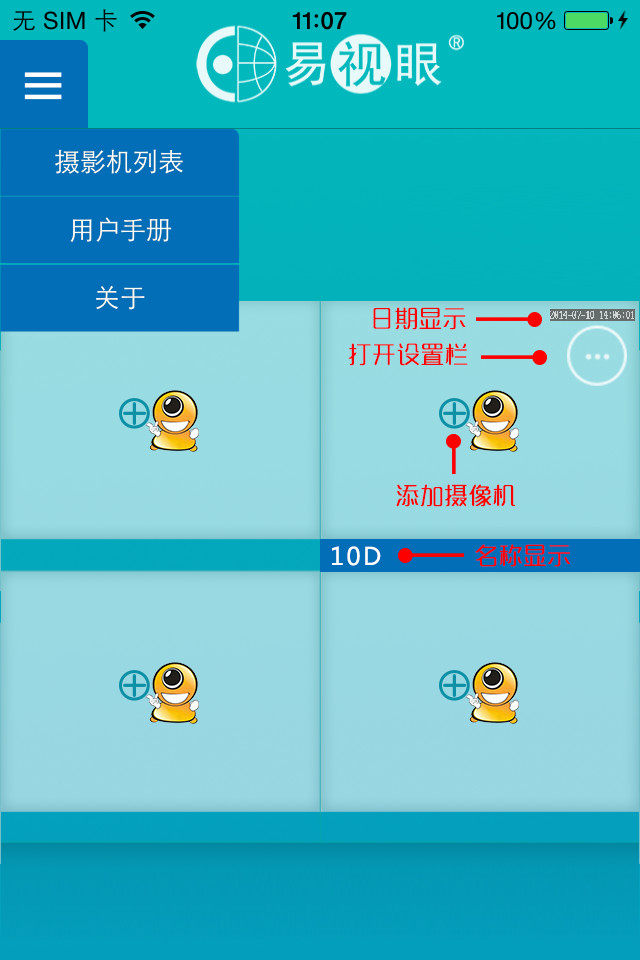 无 SIM 卡 11:07 100%
易视眼®
摄影机列表
用户手册
关于
日期显示
2014-07-10 14:06:01
打开设置栏
添加摄像机
10D
名称显示